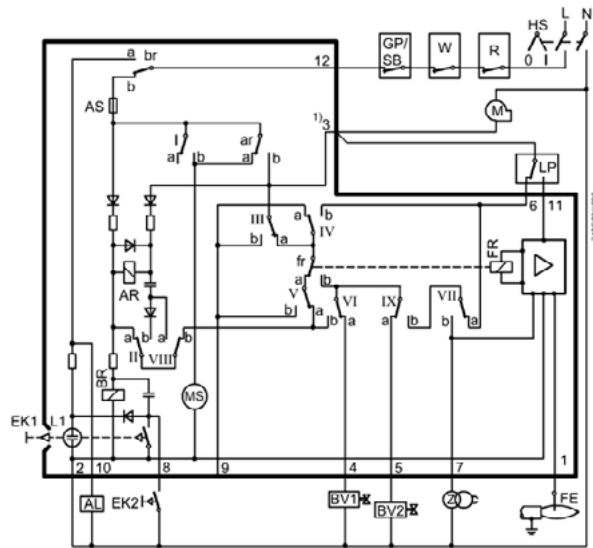 HS L N
GP/ W R
SB
0 I
a br
b
12
AS
M
1) 3
I ar
a b a b
LP
6 11
a b
III IV
b a
fr
FR
a b
V VI IX VII
AR
b a b a a b b a
a b a b
II VIII
BR
MS
EK1 L1
2 10 8 9 4 5 7 1
AL EK2 BV1 Z FE
BV2